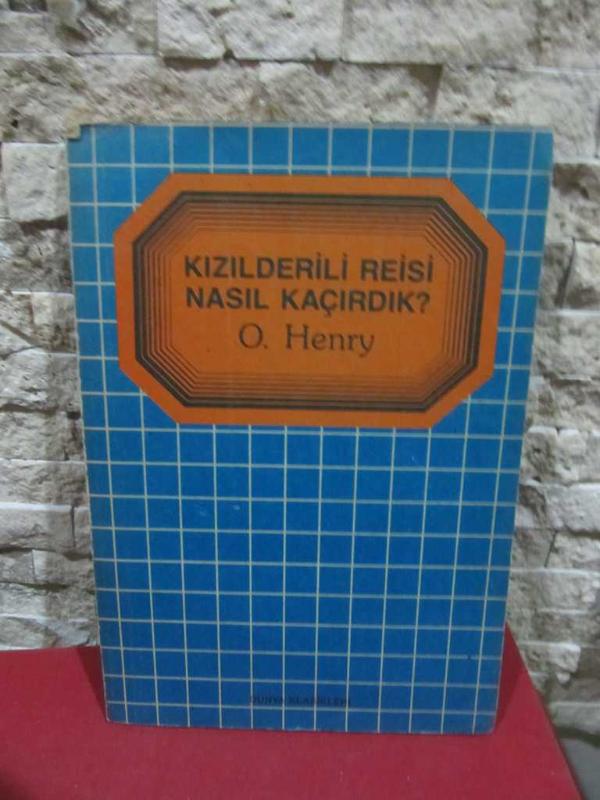 KIZILDERİLİ REİSİ
NASIL KAÇIRDIK?
O. Henry
DÜNYA KLASİKLERİ